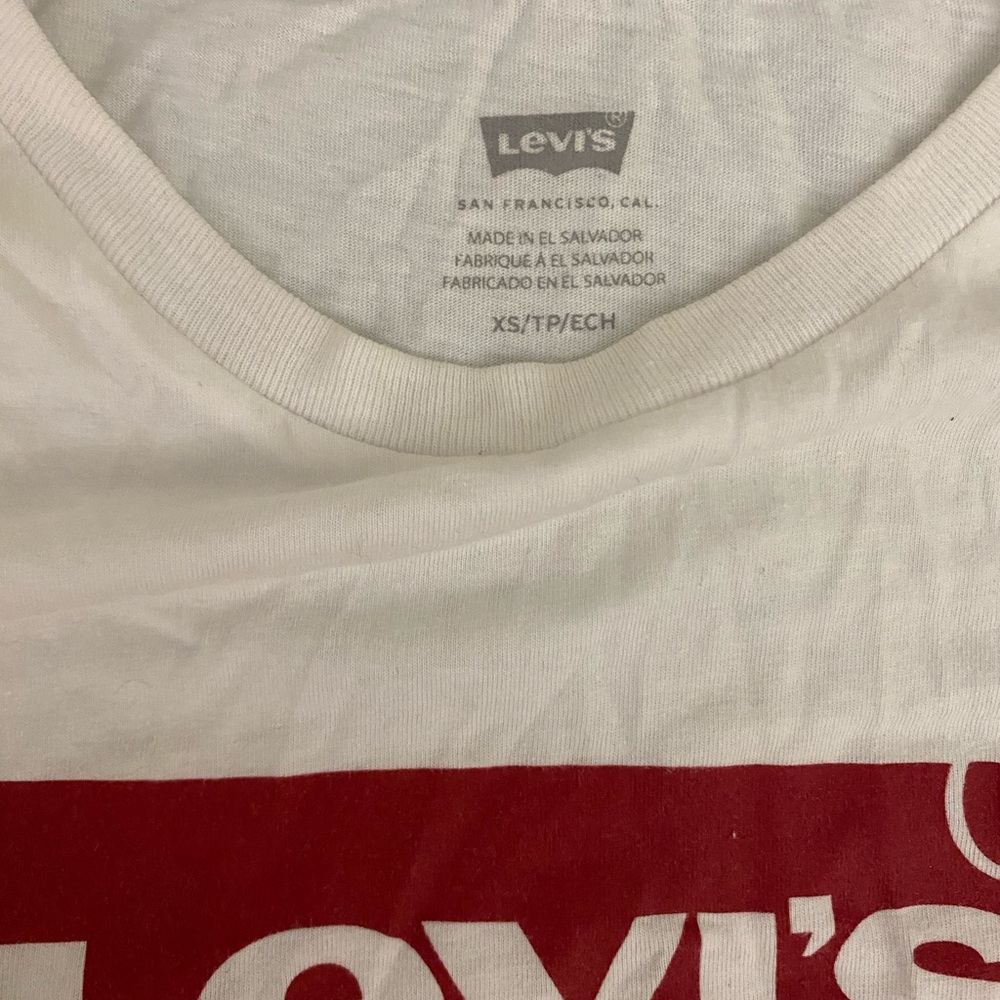 Levi's®
SAN FRANCISCO, CAL.
MADE IN EL SALVADOR
FABRIQUÉ À EL SALVADOR
FABRICADO EN EL SALVADOR
XS/TP/ECH
Levi's